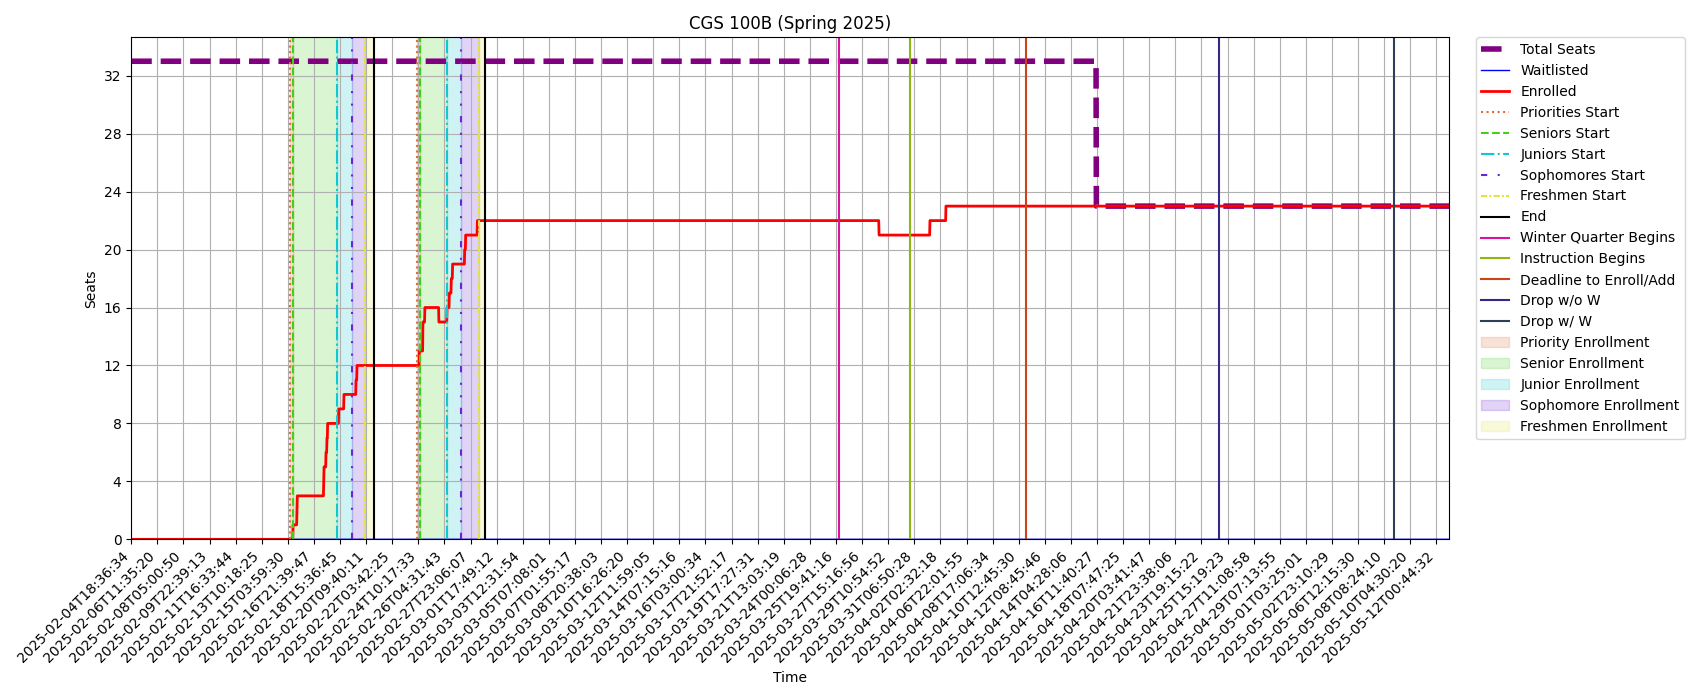 CGS 100B (Spring 2025)
Total Seats
Waitlisted
Enrolled
Priorities Start
Seniors Start
Juniors Start
Sophomores Start
Freshmen Start
End
Winter Quarter Begins
Instruction Begins
Deadline to Enroll/Add
Drop w/o W
Drop w/ W
Priority Enrollment
Senior Enrollment
Junior Enrollment
Sophomore Enrollment
Freshmen Enrollment
Seats
32
28
24
20
16
12
8
4
0
2025-02-04T18:36:34
2025-02-06T11:35:20
2025-02-08T05:00:50
2025-02-09T22:39:13
2025-02-11T16:33:44
2025-02-13T10:18:25
2025-02-15T03:59:30
2025-02-16T21:39:47
2025-02-18T15:36:45
2025-02-20T09:40:11
2025-02-22T03:42:25
2025-02-24T10:17:33
2025-02-26T04:31:43
2025-02-27T23:06:07
2025-03-01T17:49:12
2025-03-03T12:31:54
2025-03-05T07:08:01
2025-03-07T01:55:17
2025-03-08T20:38:03
2025-03-10T16:26:20
2025-03-12T11:59:05
2025-03-14T07:15:16
2025-03-16T03:00:34
2025-03-17T21:52:17
2025-03-19T17:27:31
2025-03-21T13:03:19
2025-03-24T00:06:28
2025-03-25T19:41:16
2025-03-27T15:16:56
2025-03-29T10:54:52
2025-03-31T06:50:28
2025-04-02T02:32:18
2025-04-06T22:01:55
2025-04-08T17:06:34
2025-04-10T12:45:30
2025-04-12T08:45:46
2025-04-14T04:28:06
2025-04-16T11:40:27
2025-04-18T07:47:25
2025-04-20T03:41:47
2025-04-21T23:38:06
2025-04-23T19:15:22
2025-04-25T15:19:23
2025-04-27T11:08:58
2025-04-29T07:13:55
2025-05-01T03:25:01
2025-05-02T23:10:29
2025-05-06T12:15:30
2025-05-08T08:24:10
2025-05-10T04:30:20
2025-05-12T00:44:32
Time